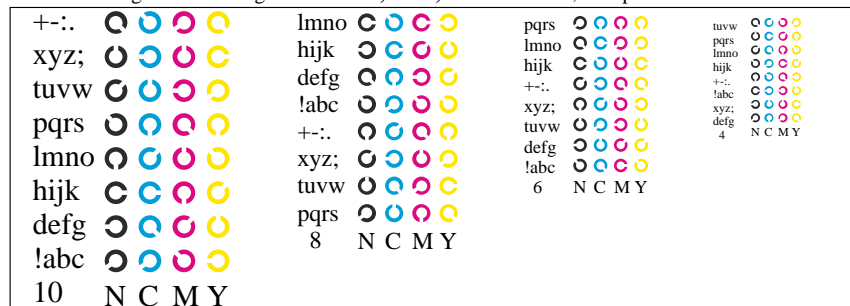 +-:.
xyz;
tuvw
pqrs
lmno
hijk
defg
!abc
10 N C M Y
lmno
hijk
defg
!abc
+-:.
xyz;
tuvw
pqrs
8 N C M Y
pqrs
lmno
hijk
+-:.
xyz;
tuvw
defg
!abc
6 N C M Y
tuvw
pqrs
lmno
hijk
+-:.
!abc
xyz;
defg
4 N C M Y